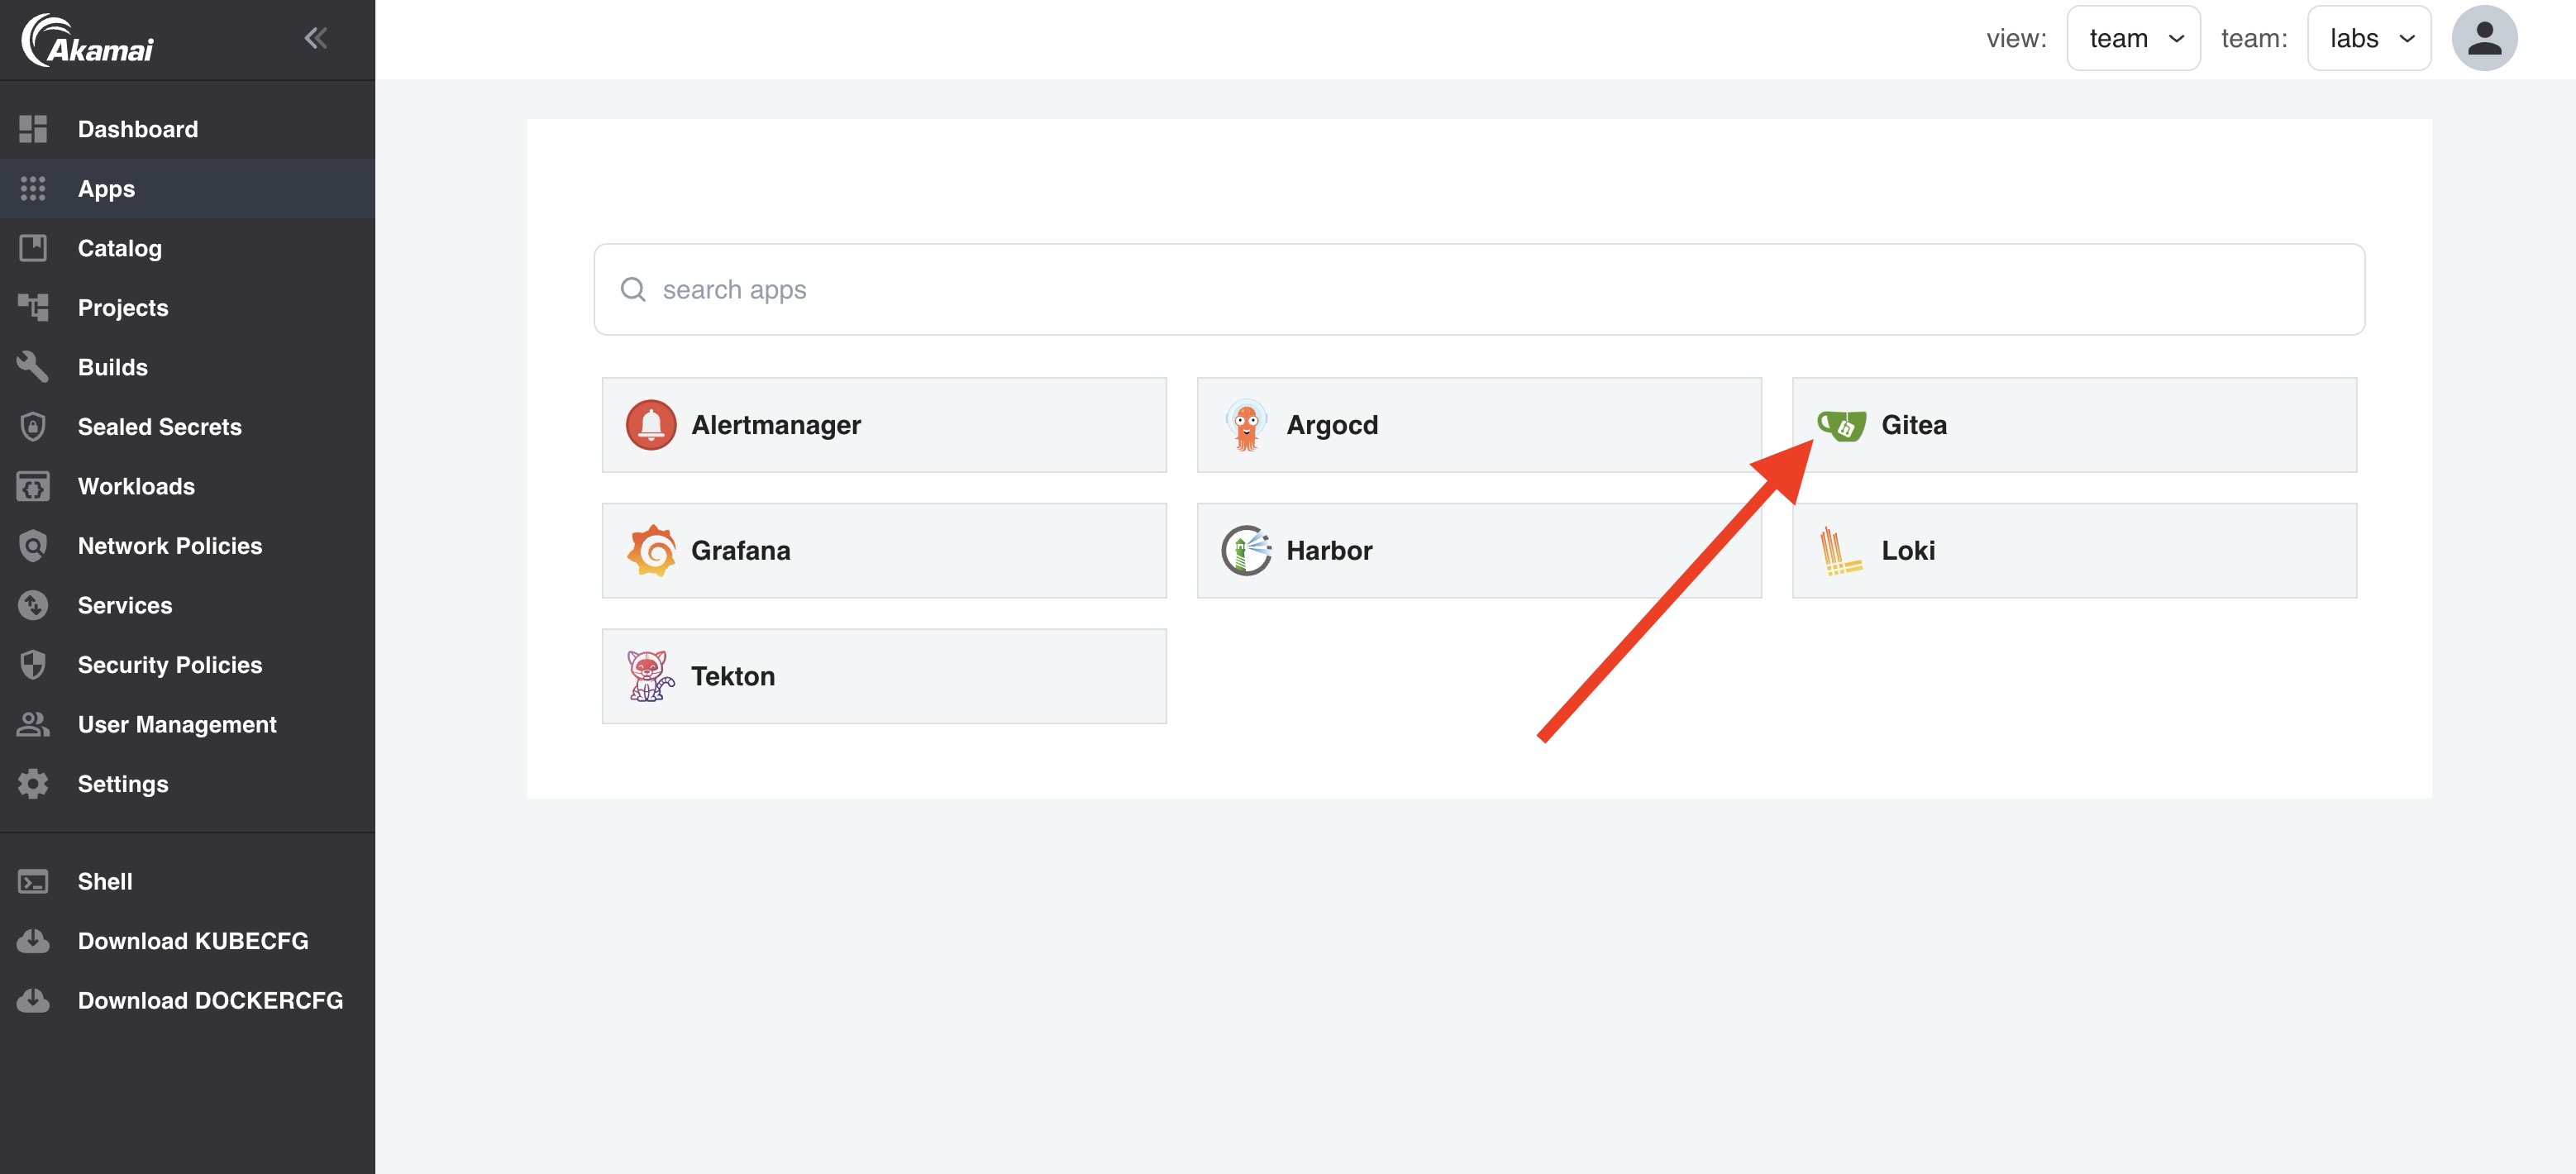 Akamai
view: team team: labs
Dashboard
Apps
Catalog
Projects
Builds
Sealed Secrets
Workloads
Network Policies
Services
Security Policies
User Management
Settings
Shell
Download KUBECFG
Download DOCKERCFG
search apps
Alertmanager
Argocd
Gitea
Grafana
Harbor
Loki
Tekton